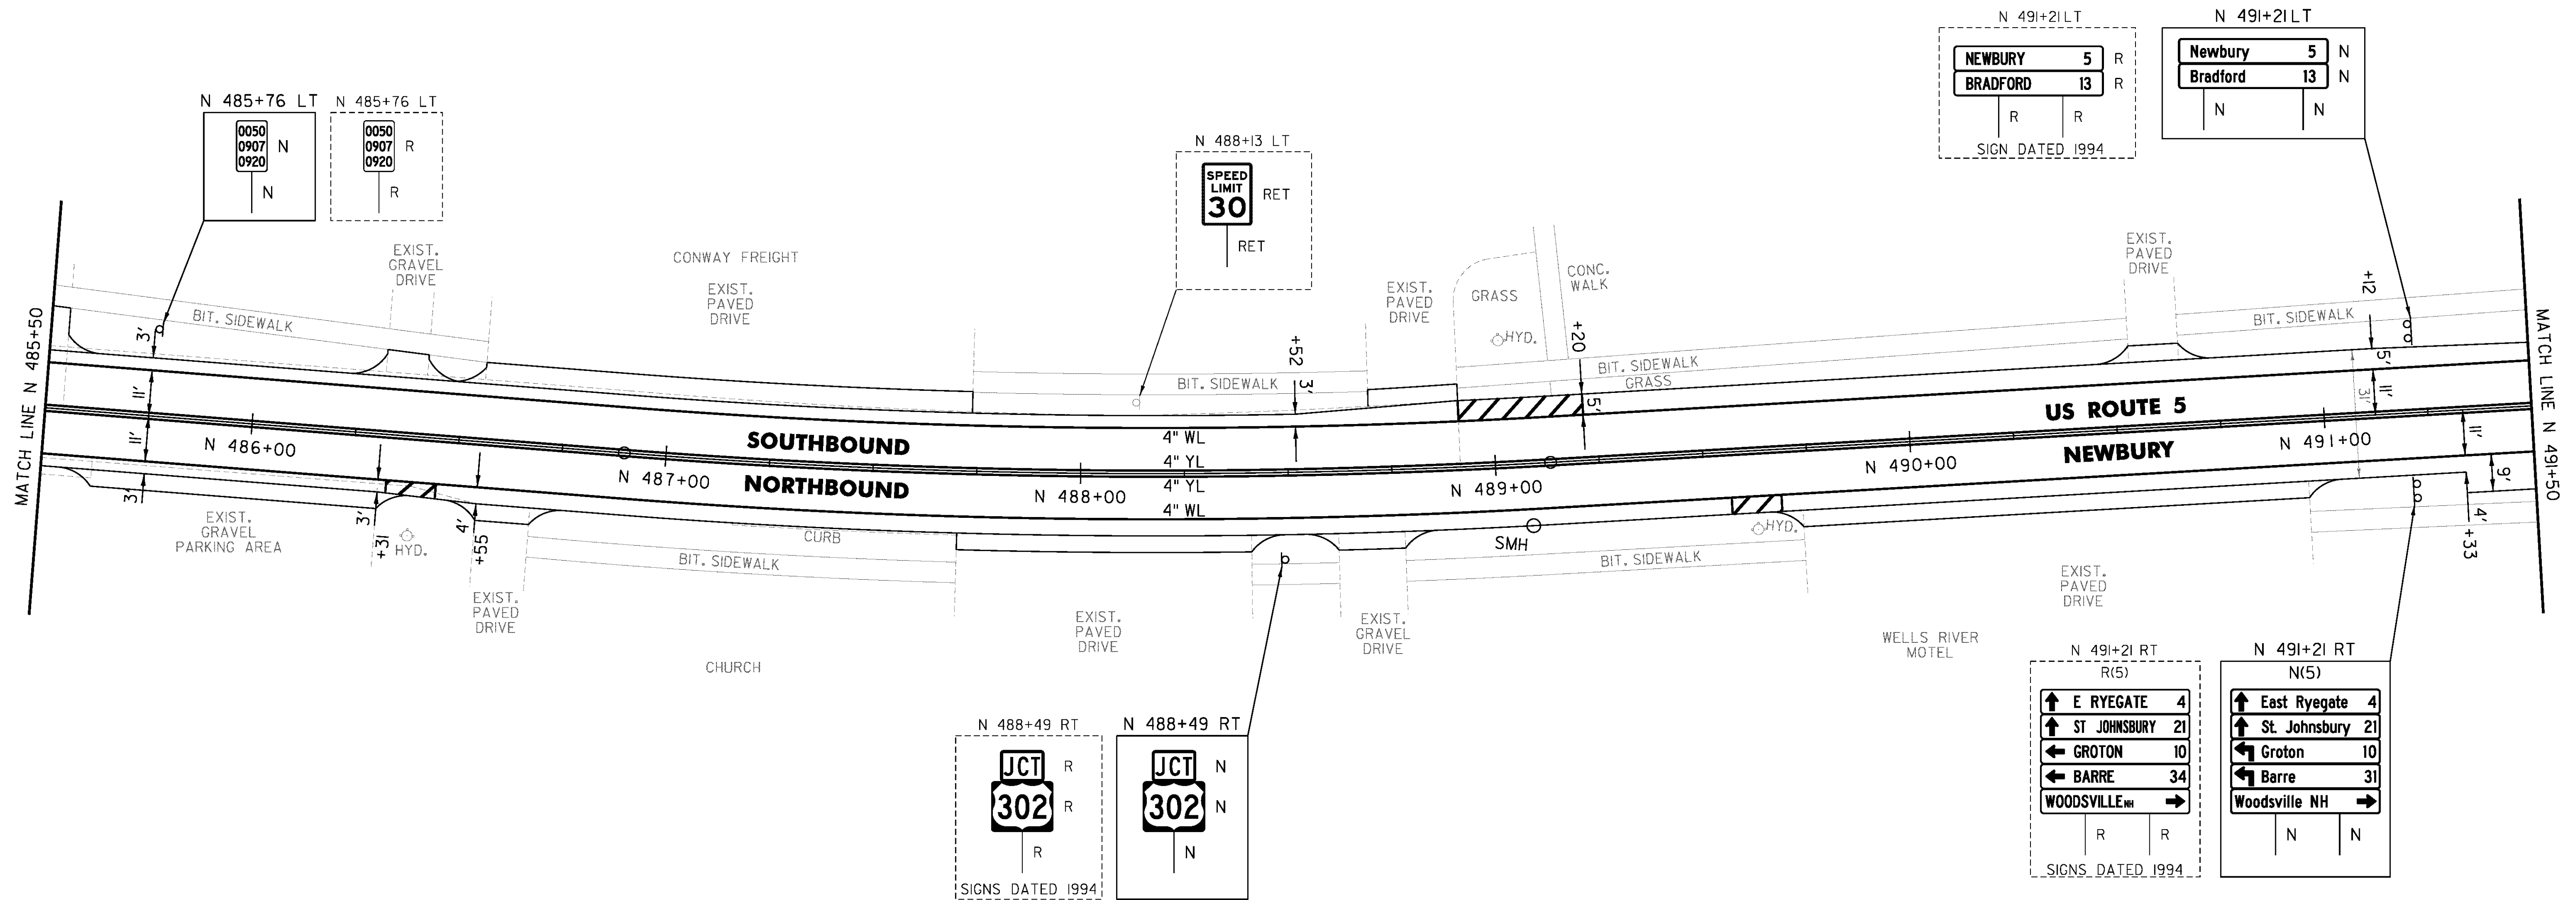 N 491+21 LT
NEWBURY 5 R
BRADFORD 13 R
R R
SIGN DATED 1994
N 491+21 LT
Newbury 5 N
Bradford 13 N
N N
N 485+76 LT
0050
0907
0920
N
N
N 485+76 LT
0050
0907
0920
R
R
N 488+13 LT
SPEED
LIMIT
30
RET
RET
EXIST.
GRAVEL
DRIVE
CONWAY FREIGHT
EXIST.
PAVED
DRIVE
EXIST.
PAVED
DRIVE
GRASS
CONC.
WALK
HYD.
EXIST.
PAVED
DRIVE
MATCH LINE N 485+50
BIT. SIDEWALK
3'
11'
11'
3'
BIT. SIDEWALK
+52
3'
+20
5'
BIT. SIDEWALK
GRASS
BIT. SIDEWALK
+12
5'
11'
31'
11'
9'
4'
+33
MATCH LINE N 491+50
SOUTHBOUND
NORTHBOUND
4" WL
4" YL
4" YL
4" WL
US ROUTE 5
NEWBURY
N 486+00
N 487+00
N 488+00
N 489+00
N 490+00
N 491+00
EXIST.
GRAVEL
PARKING AREA
3'
+31
HYD.
4'
+55
EXIST.
PAVED
DRIVE
CURB
BIT. SIDEWALK
CHURCH
EXIST.
PAVED
DRIVE
EXIST.
GRAVEL
DRIVE
SMH
BIT. SIDEWALK
HYD.
WELLS RIVER
MOTEL
EXIST.
PAVED
DRIVE
N 488+49 RT
JCT R
302 R
R
SIGNS DATED 1994
N 488+49 RT
JCT N
302 N
N
N 491+21 RT
R(5)
E RYEGATE 4
ST JOHNSBURY 21
GROTON 10
BARRE 34
WOODSVILLE NH
R R
SIGNS DATED 1994
N 491+21 RT
N(5)
East Ryegate 4
St. Johnsbury 21
Groton 10
Barre 31
Woodsville NH
N N